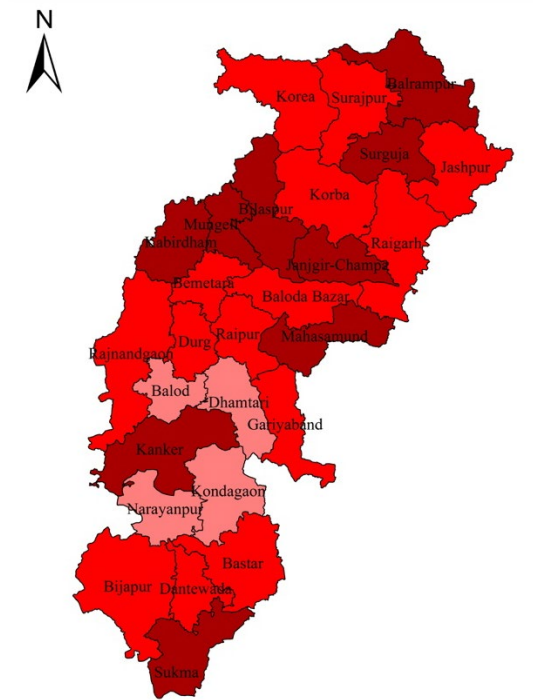 N
Balrampur
Korea
Surajpur
Surguja
Jashpur
Korba
Bilaspur
Mungeli
Kabirdham
Raigarh
Janjgir-Champa
Bemetara
Baloda Bazar
Raipur
Mahasamund
Durg
Rajnandgaon
Balod
Dhamtari
Gariyaband
Kanker
Kondagaon
Narayanpur
Bastar
Bijapur
Dantewada
Sukma